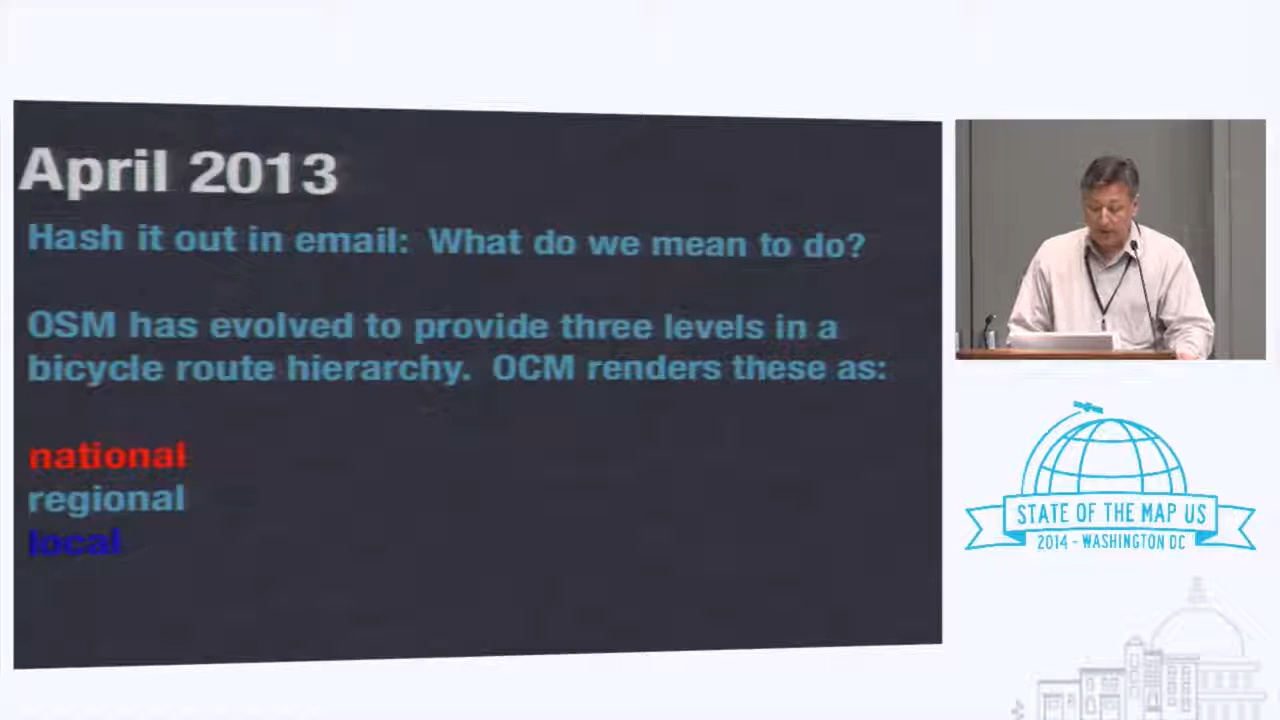 April 2013
Hash it out in email: What do we mean to do?
OSM has evolved to provide three levels in a
bicycle route hierarchy. OCM renders these as:
national
regional
local
STATE OF THE MAP US
2014 - WASHINGTON DC